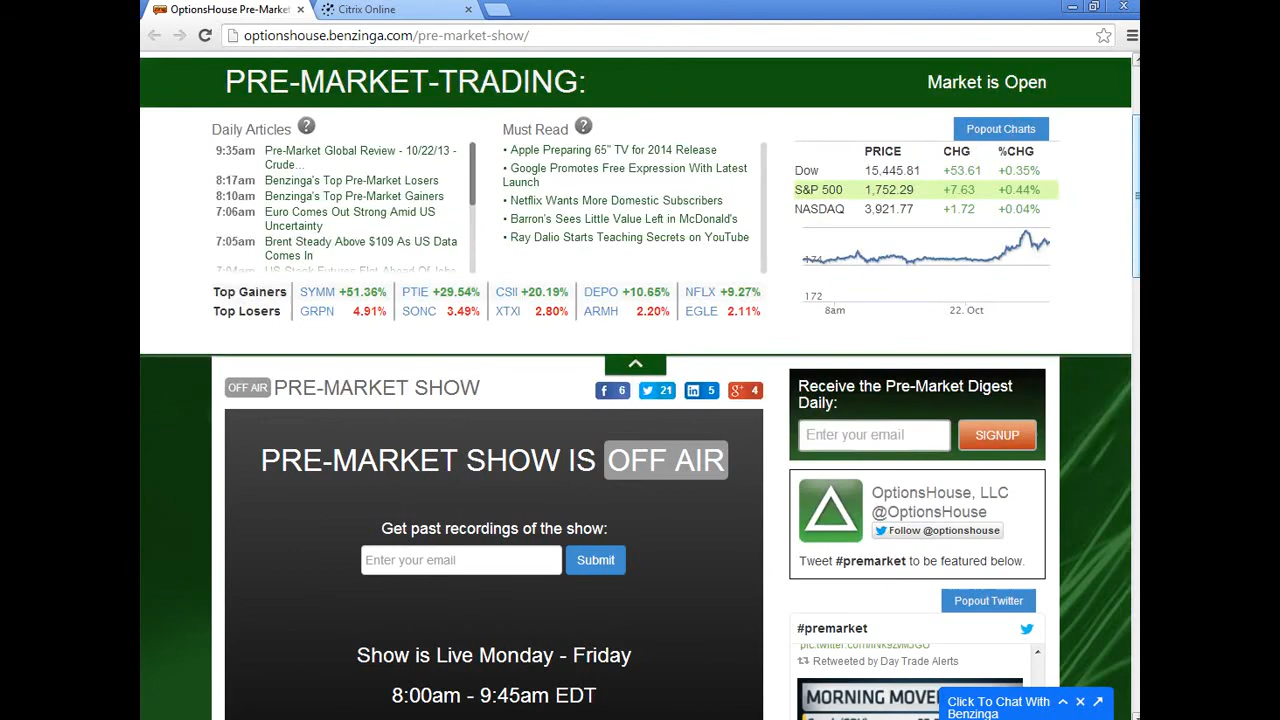 OptionsHouse Pre-Market
Citrix Online
optionshouse.benzinga.com/pre-market-show/
PRE-MARKET-TRADING:
Market is Open
Daily Articles ?
9:35am Pre-Market Global Review - 10/22/13 -
Crude...
8:17am Benzinga's Top Pre-Market Losers
8:10am Benzinga's Top Pre-Market Gainers
7:06am Euro Comes Out Strong Amid US
Uncertainty
7:05am Brent Steady Above $109 As US Data
Comes In
Must Read ?
• Apple Preparing 65" TV for 2014 Release
• Google Promotes Free Expression With Latest
Launch
• Netflix Wants More Domestic Subscribers
• Barron's Sees Little Value Left in McDonald's
• Ray Dalio Starts Teaching Secrets on YouTube
Popout Charts
PRICE CHG %CHG
Dow 15,445.81 +53.61 +0.35%
S&P 500 1,752.29 +7.63 +0.44%
NASDAQ 3,921.77 +1.72 +0.04%
174
172
8am 22. Oct
Top Gainers SYMM +51.36% PTIE +29.54% CSII +20.19% DEPO +10.65% NFLX +9.27%
Top Losers GRPN 4.91% SONC 3.49% XTXI 2.80% ARMH 2.20% EGLE 2.11%
OFF AIR PRE-MARKET SHOW
f 6 21 in 5 g+ 4
PRE-MARKET SHOW IS OFF AIR
Get past recordings of the show:
Enter your email Submit
Show is Live Monday - Friday
8:00am - 9:45am EDT
Receive the Pre-Market Digest
Daily:
Enter your email SIGNUP
OptionsHouse, LLC
@OptionsHouse
Follow @optionshouse
Tweet #premarket to be featured below.
Popout Twitter
#premarket
Retweeted by Day Trade Alerts
Click To Chat With
Benzinga